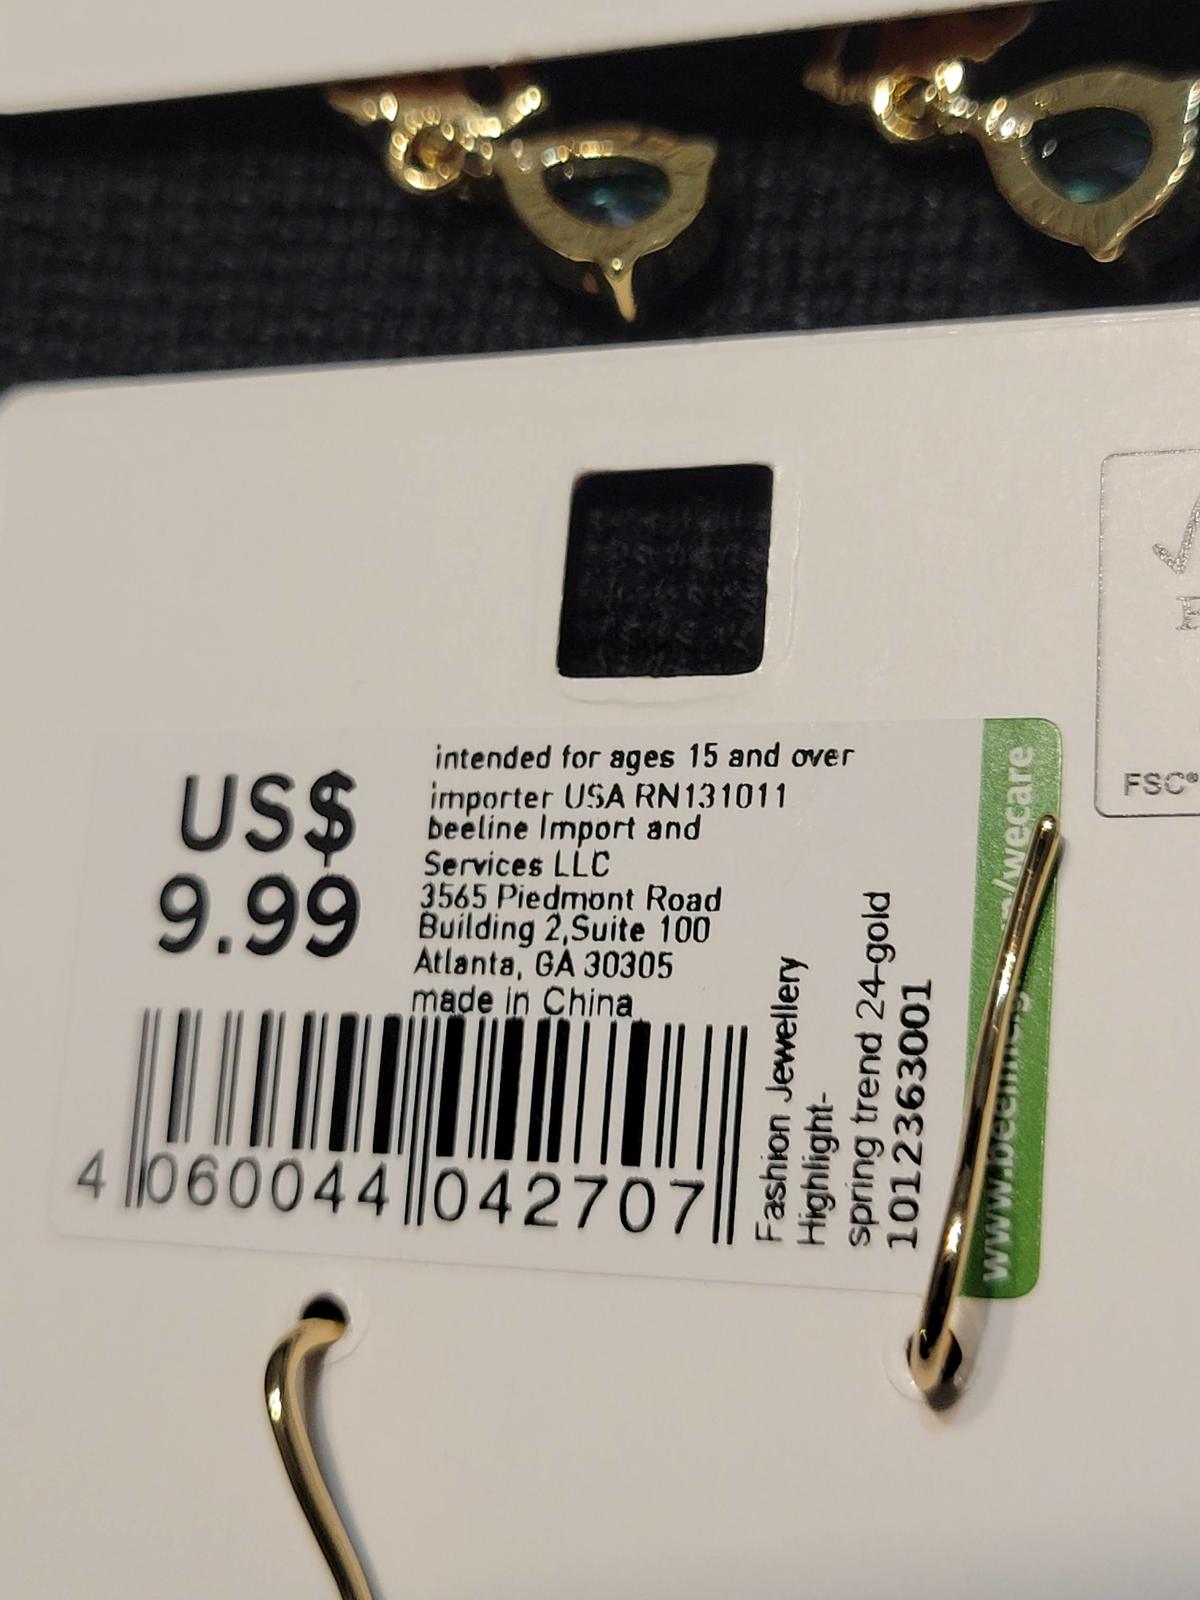 US$
9.99
intended for ages 15 and over
importer USA RN131011
beeline Import and
Services LLC
3565 Piedmont Road
Building 2,Suite 100
Atlanta, GA 30305
made in China
4 060044 042707
Fashion Jewellery
Highlight-
spring trend 24-gold
1012363001
FSC®